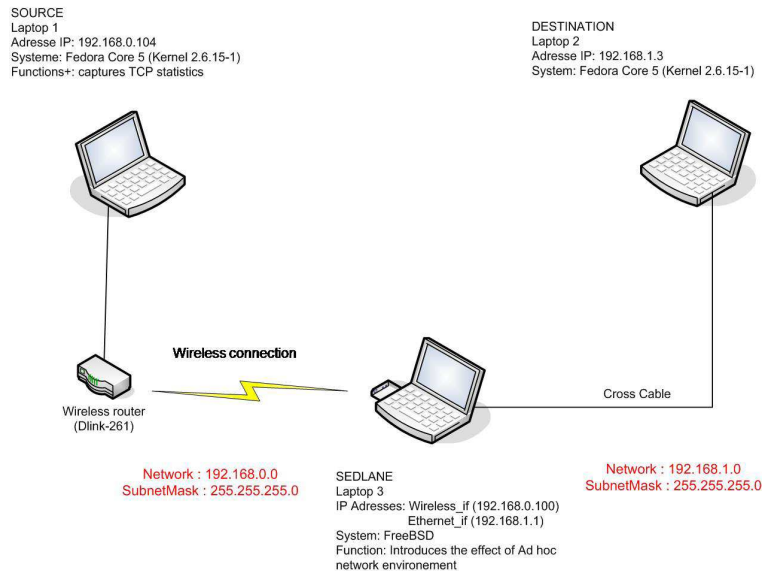 SOURCE
Laptop 1
Adresse IP: 192.168.0.104
Systeme: Fedora Core 5 (Kernel 2.6.15-1)
Functions+: captures TCP statistics
DESTINATION
Laptop 2
Adresse IP: 192.168.1.3
System: Fedora Core 5 (Kernel 2.6.15-1)
Wireless connection
Wireless router
(Dlink-261)
Cross Cable
Network : 192.168.0.0
SubnetMask : 255.255.255.0
SEDLANE
Laptop 3
IP Adresses: Wireless_if (192.168.0.100)
Ethernet_if (192.168.1.1)
System: FreeBSD
Function: Introduces the effect of Ad hoc
network environement
Network : 192.168.1.0
SubnetMask : 255.255.255.0